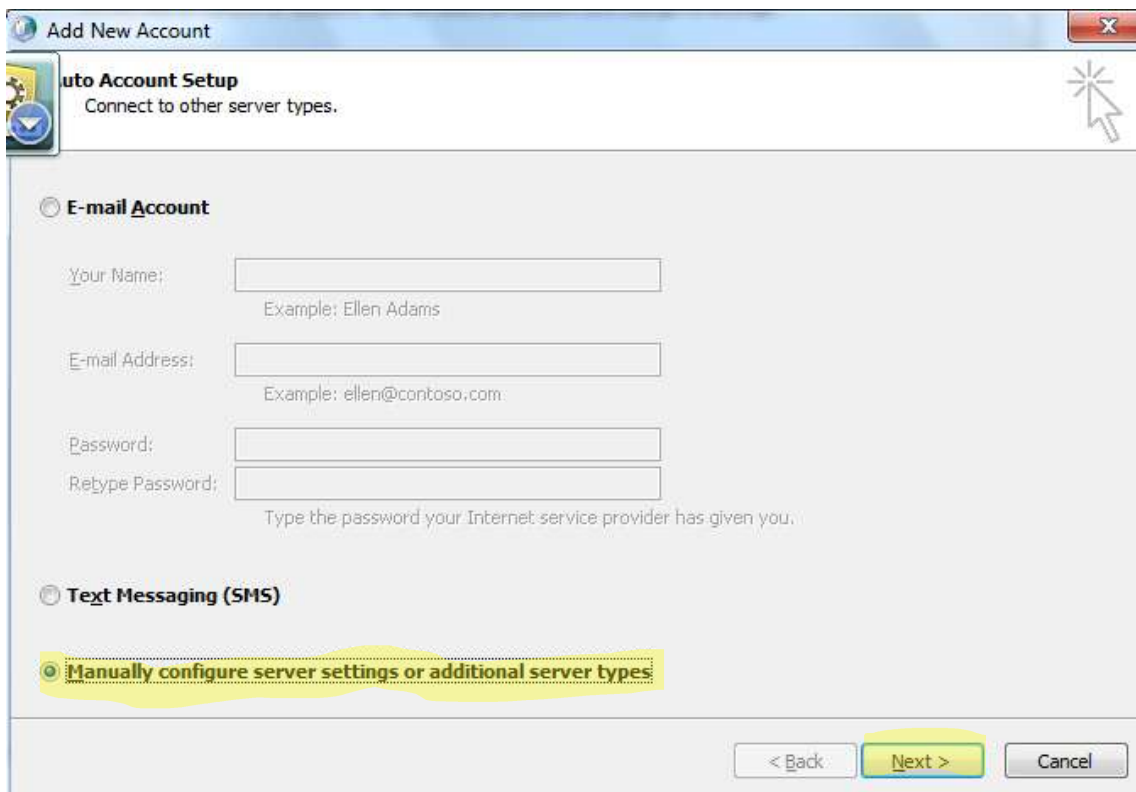 Add New Account
uto Account Setup
Connect to other server types.
E-mail Account
Your Name:
Example: Ellen Adams
E-mail Address:
Example: ellen@contoso.com
Password:
Retype Password:
Type the password your Internet service provider has given you.
Text Messaging (SMS)
Manually configure server settings or additional server types
< Back Next > Cancel